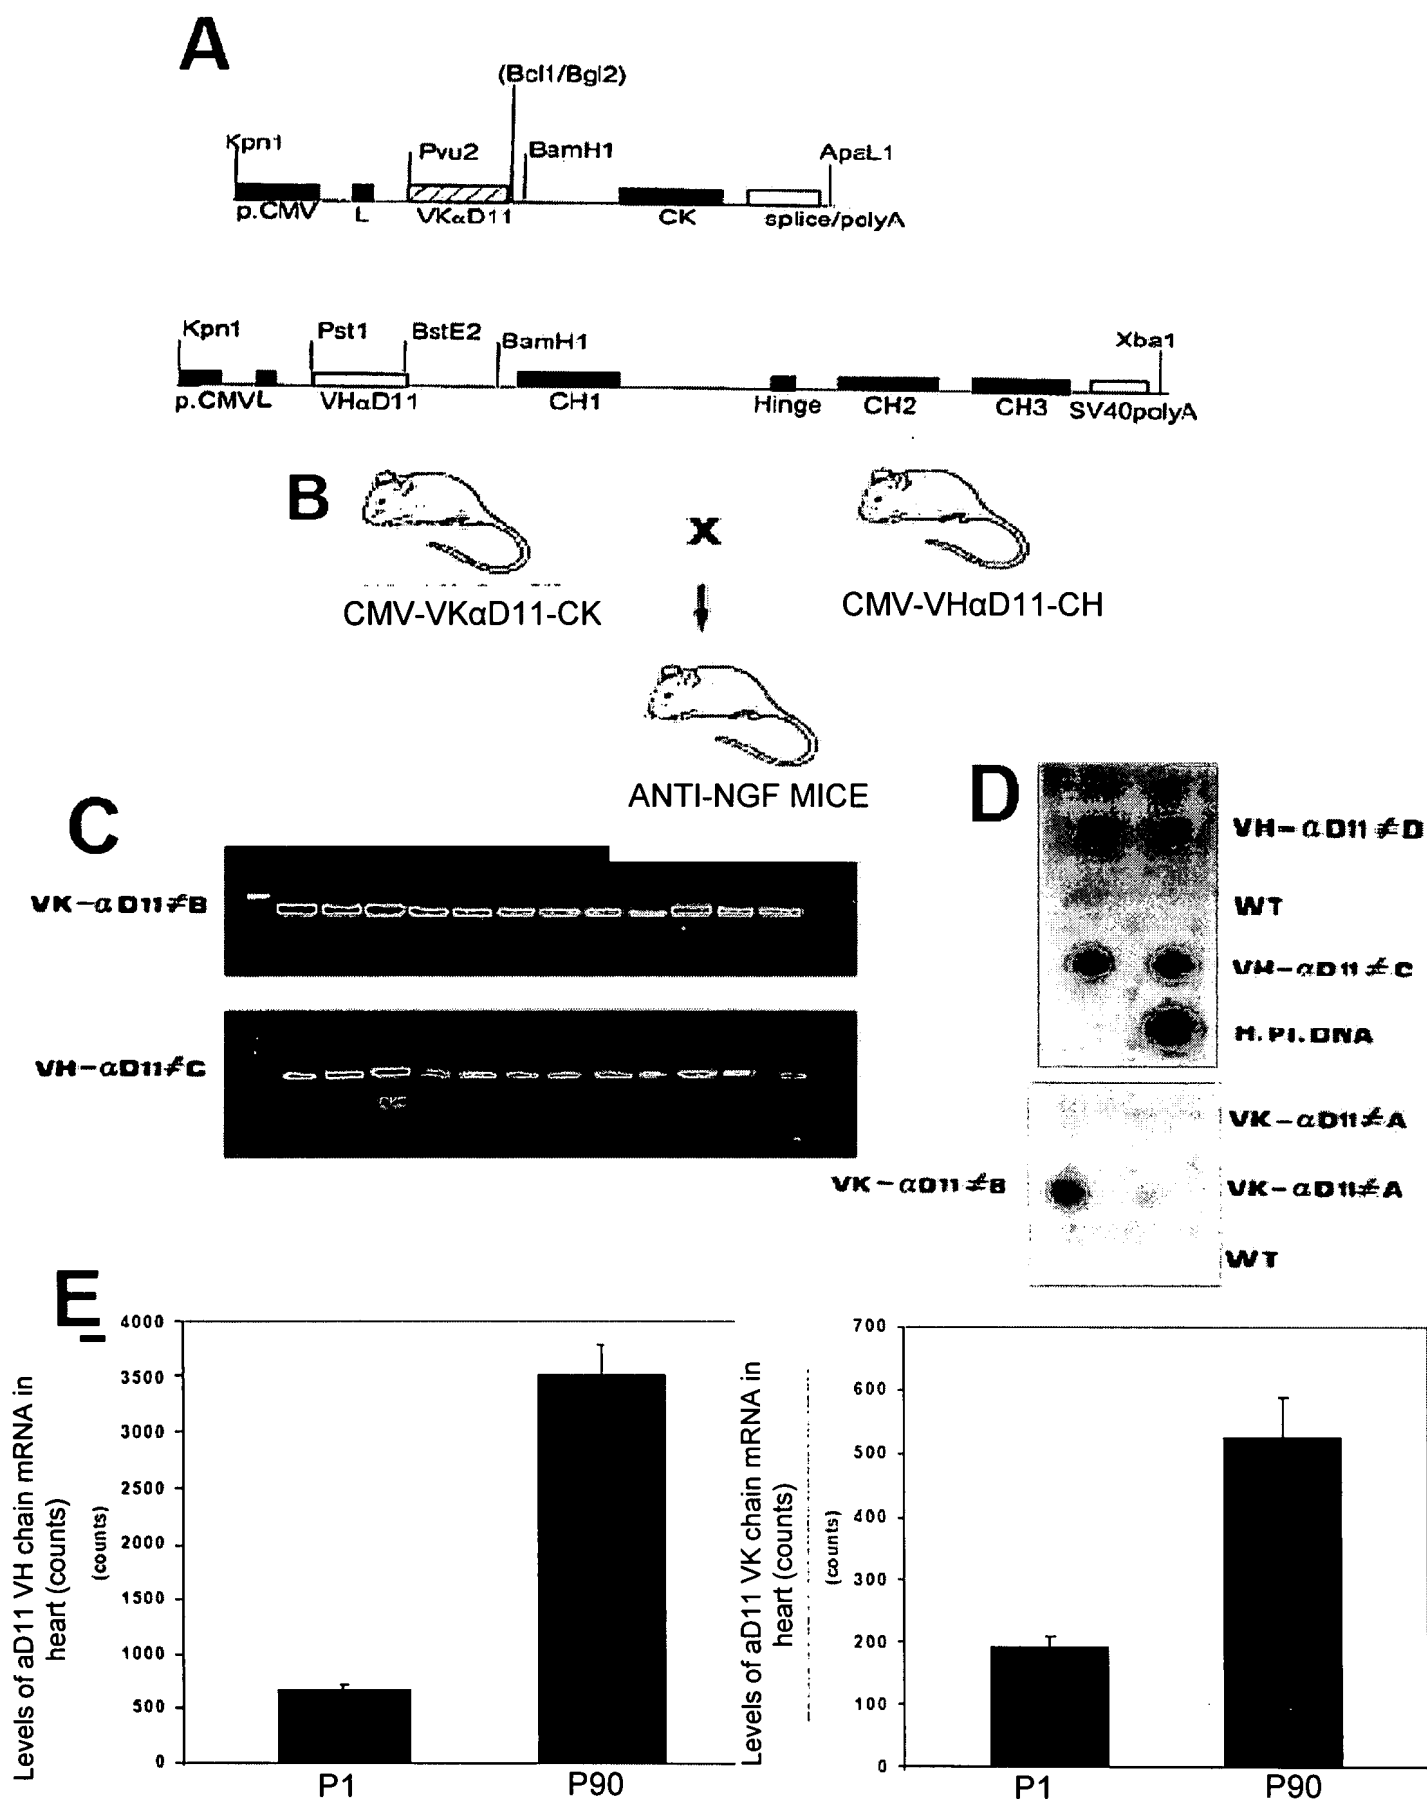 A
(Bcl1/Bgl2)
Kpn1 Pvu2 BamH1 ApaL1
p.CMV L VKαD11 CK splice/polyA
Kpn1 Pst1 BstE2 BamH1 Xba1
p.CMVL VHαD11 CH1 Hinge CH2 CH3 SV40polyA
B
x
CMV-VKαD11-CK CMV-VHαD11-CH
ANTI-NGF MICE
C
VK-αD11≠B
VH-αD11≠C
D
VH-αD11≠D
WT
VH-αD11≠C
H.Pl.DNA
VK-αD11≠A
VK-αD11≠B VK-αD11≠A
WT
E
Levels of aD11 VH chain mRNA in
heart (counts)
(counts)
4000
3500
3000
2500
2000
1500
1000
500
0
P1 P90
Levels of aD11 VK chain mRNA in
heart (counts)
(counts)
700
600
500
400
300
200
100
0
P1 P90